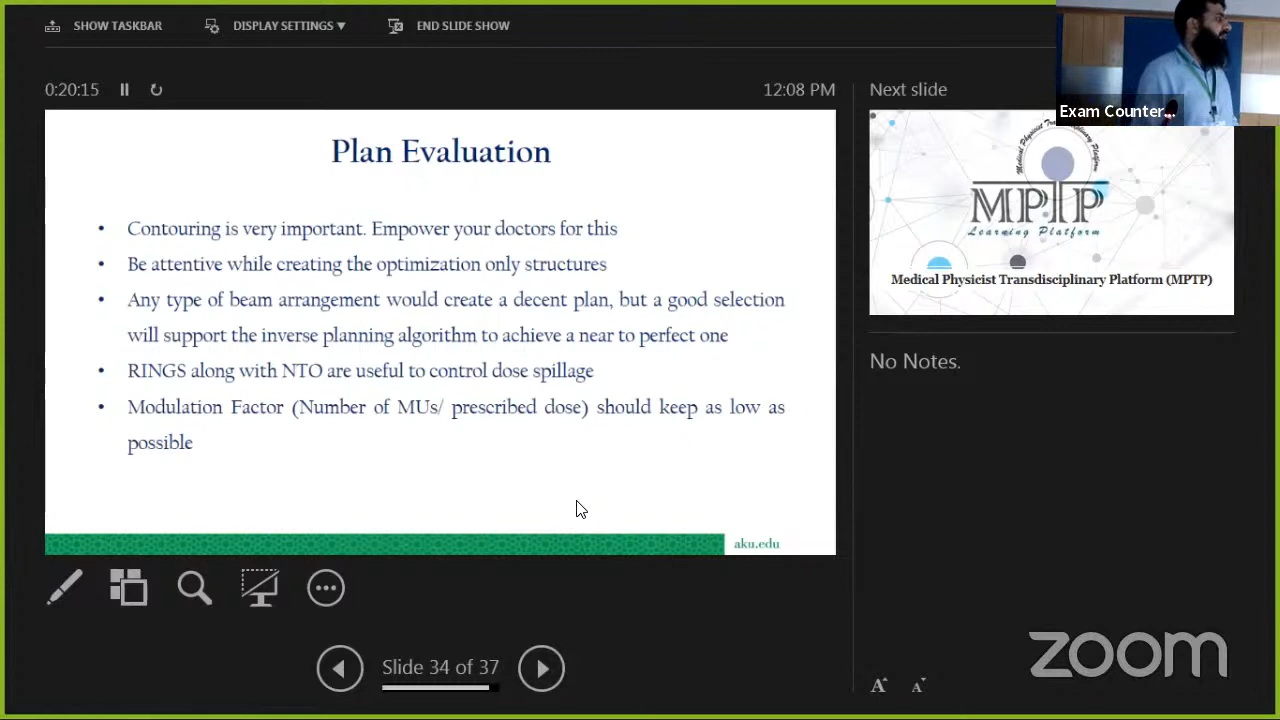 SHOW TASKBAR
DISPLAY SETTINGS ▼
END SLIDE SHOW
Exam Counter...
0:20:15
12:08 PM
Next slide
Plan Evaluation
• Contouring is very important. Empower your doctors for this
• Be attentive while creating the optimization only structures
• Any type of beam arrangement would create a decent plan, but a good selection
will support the inverse planning algorithm to achieve a near to perfect one
• RINGS along with NTO are useful to control dose spillage
• Modulation Factor (Number of MUs/ prescribed dose) should keep as low as
possible
aku.edu
Medical Physicist Transdisciplinary Platform
MPTP
Learning Platform
Medical Physicist Transdisciplinary Platform (MPTP)
No Notes.
Slide 34 of 37
A A
zoom